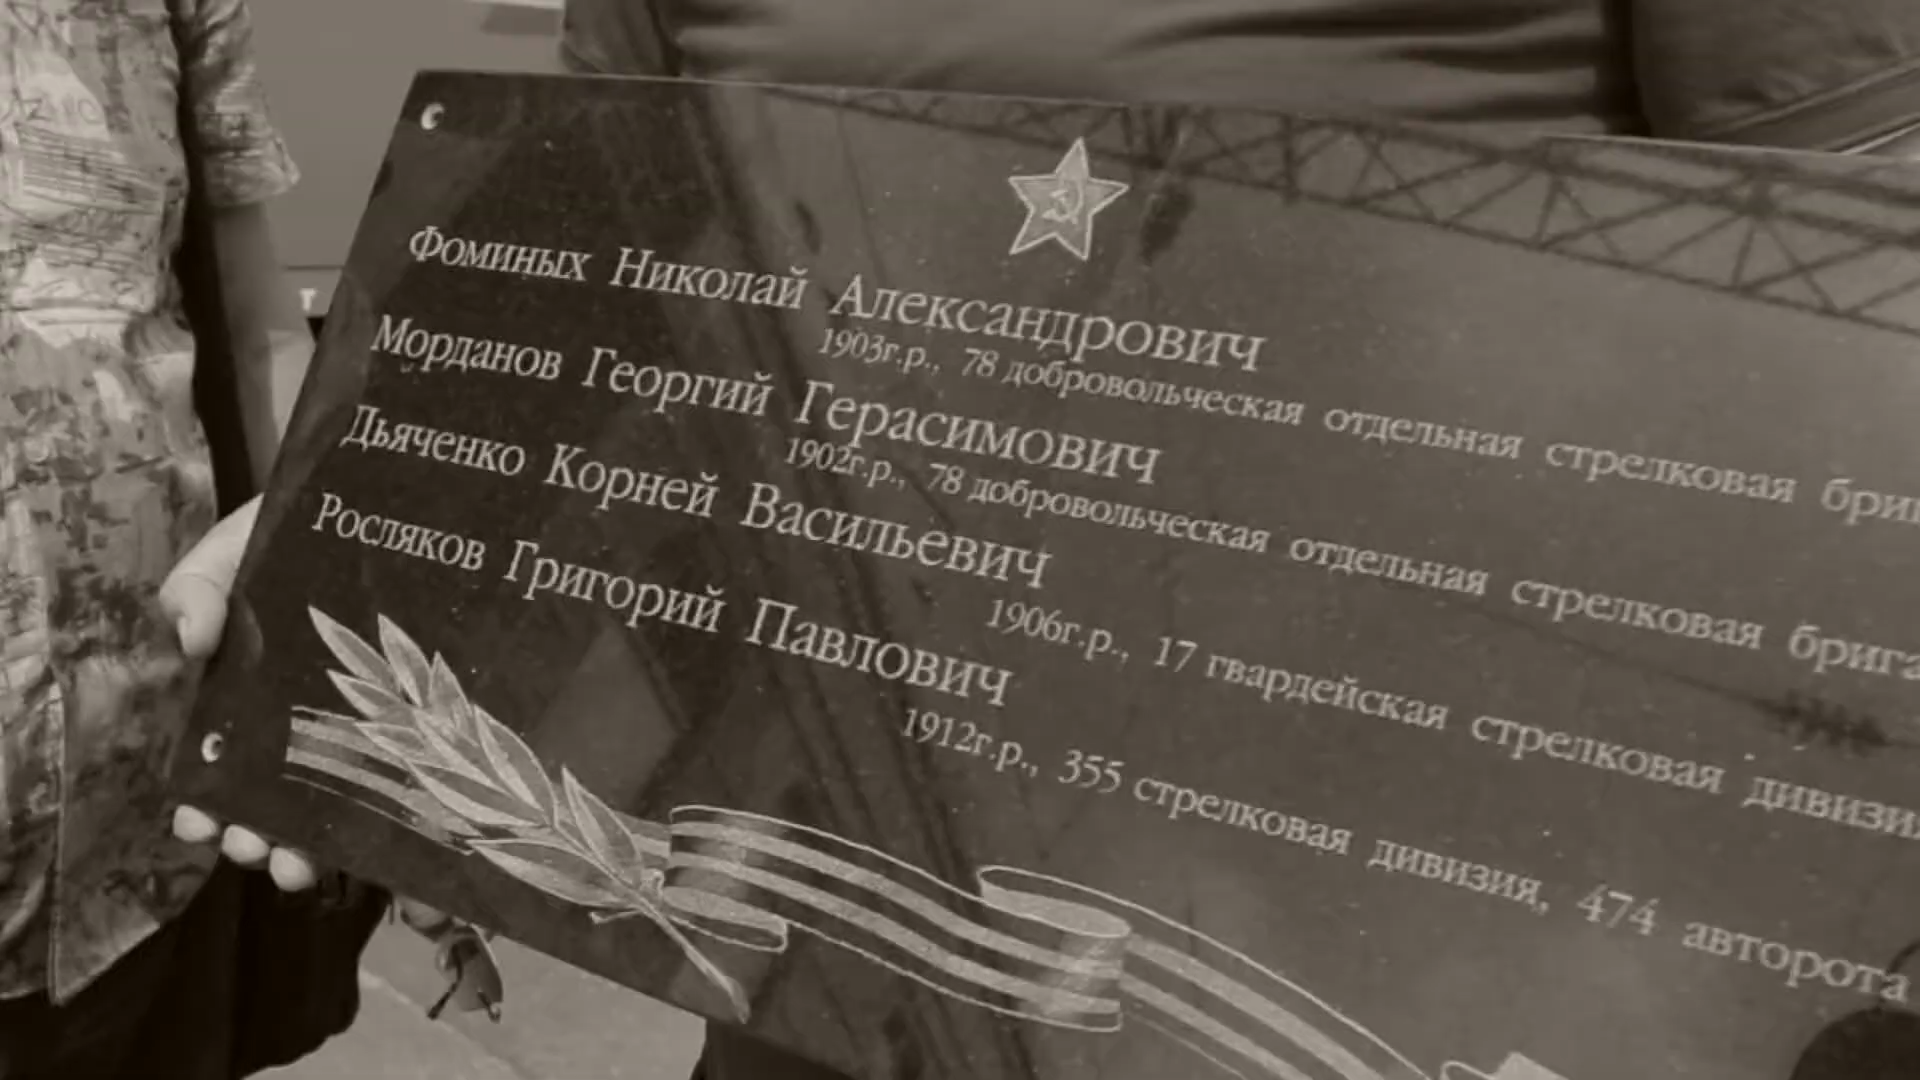 Фоминых Николай Александрович
1903г.р., 78 добровольческая отдельная стрелковая бриг
Морданов Георгий Герасимович
1902г.р., 78 добровольческая отдельная стрелковая брига
Дьяченко Корней Васильевич
1906г.р., 17 гвардейская стрелковая дивизи
Росляков Григорий Павлович
1912г.р., 355 стрелковая дивизия, 474 авторота